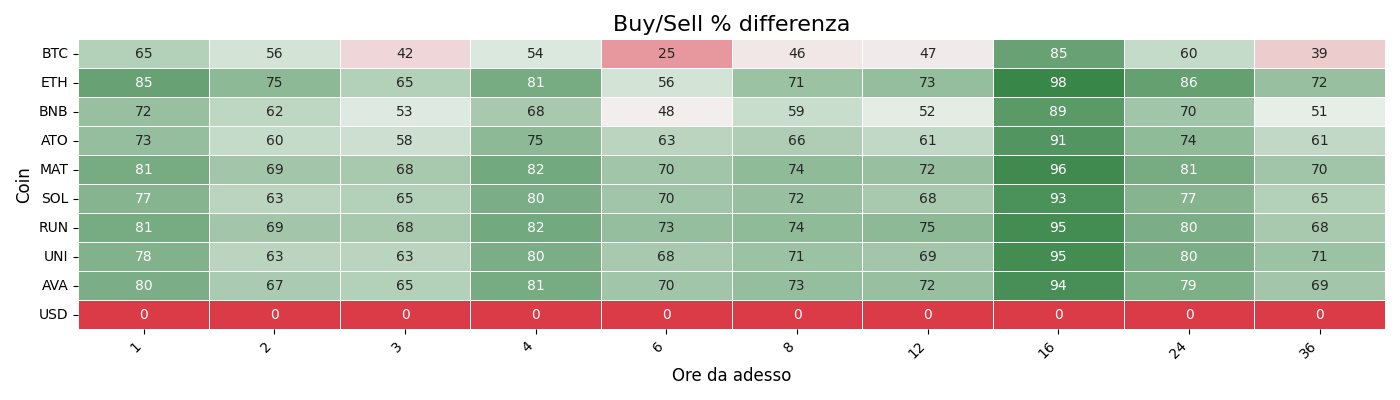 Buy/Sell % differenza
Coin
BTC 65 56 42 54 25 46 47 85 60 39
ETH 85 75 65 81 56 71 73 98 86 72
BNB 72 62 53 68 48 59 52 89 70 51
ATO 73 60 58 75 63 66 61 91 74 61
MAT 81 69 68 82 70 74 72 96 81 70
SOL 77 63 65 80 70 72 68 93 77 65
RUN 81 69 68 82 73 74 75 95 80 68
UNI 78 63 63 80 68 71 69 95 80 71
AVA 80 67 65 81 70 73 72 94 79 69
USD 0 0 0 0 0 0 0 0 0 0
1 2 3 4 6 8 12 16 24 36
Ore da adesso